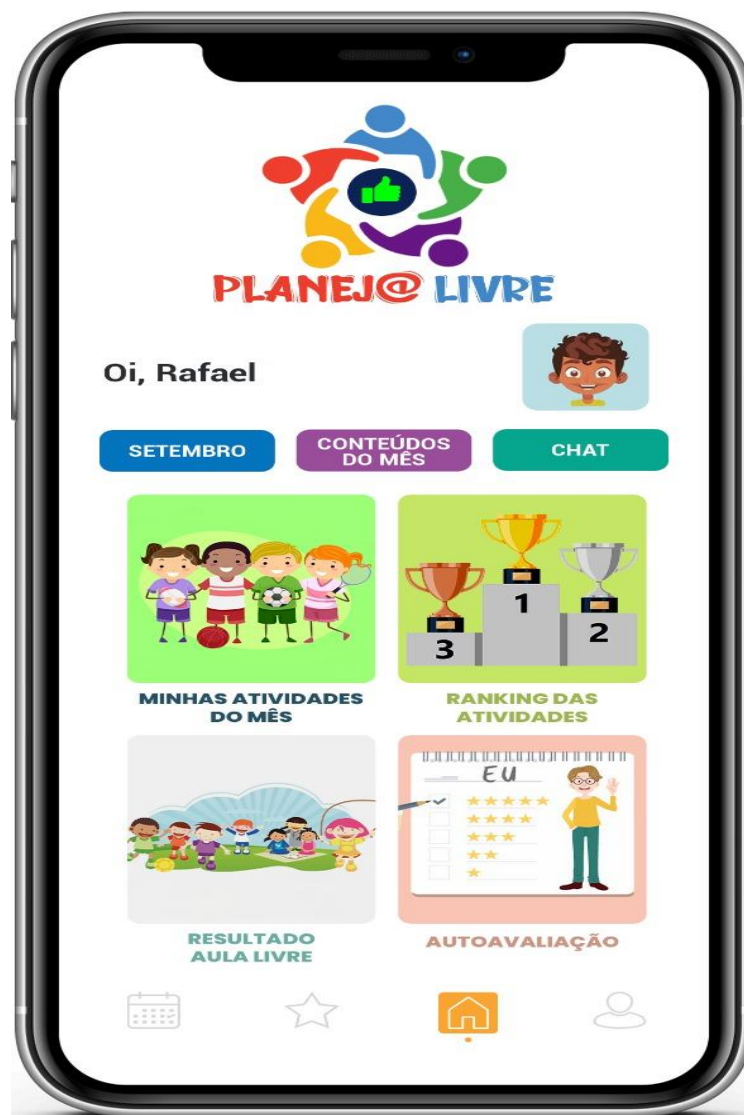 PLANEJ@ LIVRE
Oi, Rafael
SETEMBRO
CONTEÚDOS
DO MÊS
CHAT
MINHAS ATIVIDADES
DO MÊS
1
2
3
RANKING DAS
ATIVIDADES
EU
RESULTADO
AULA LIVRE
AUTOAVALIAÇÃO